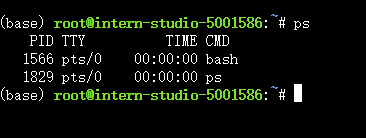 (base) root@intern-studio-5001586:~# ps
    PID TTY          TIME CMD
   1566 pts/0    00:00:00 bash
   1829 pts/0    00:00:00 ps
(base) root@intern-studio-5001586:~#